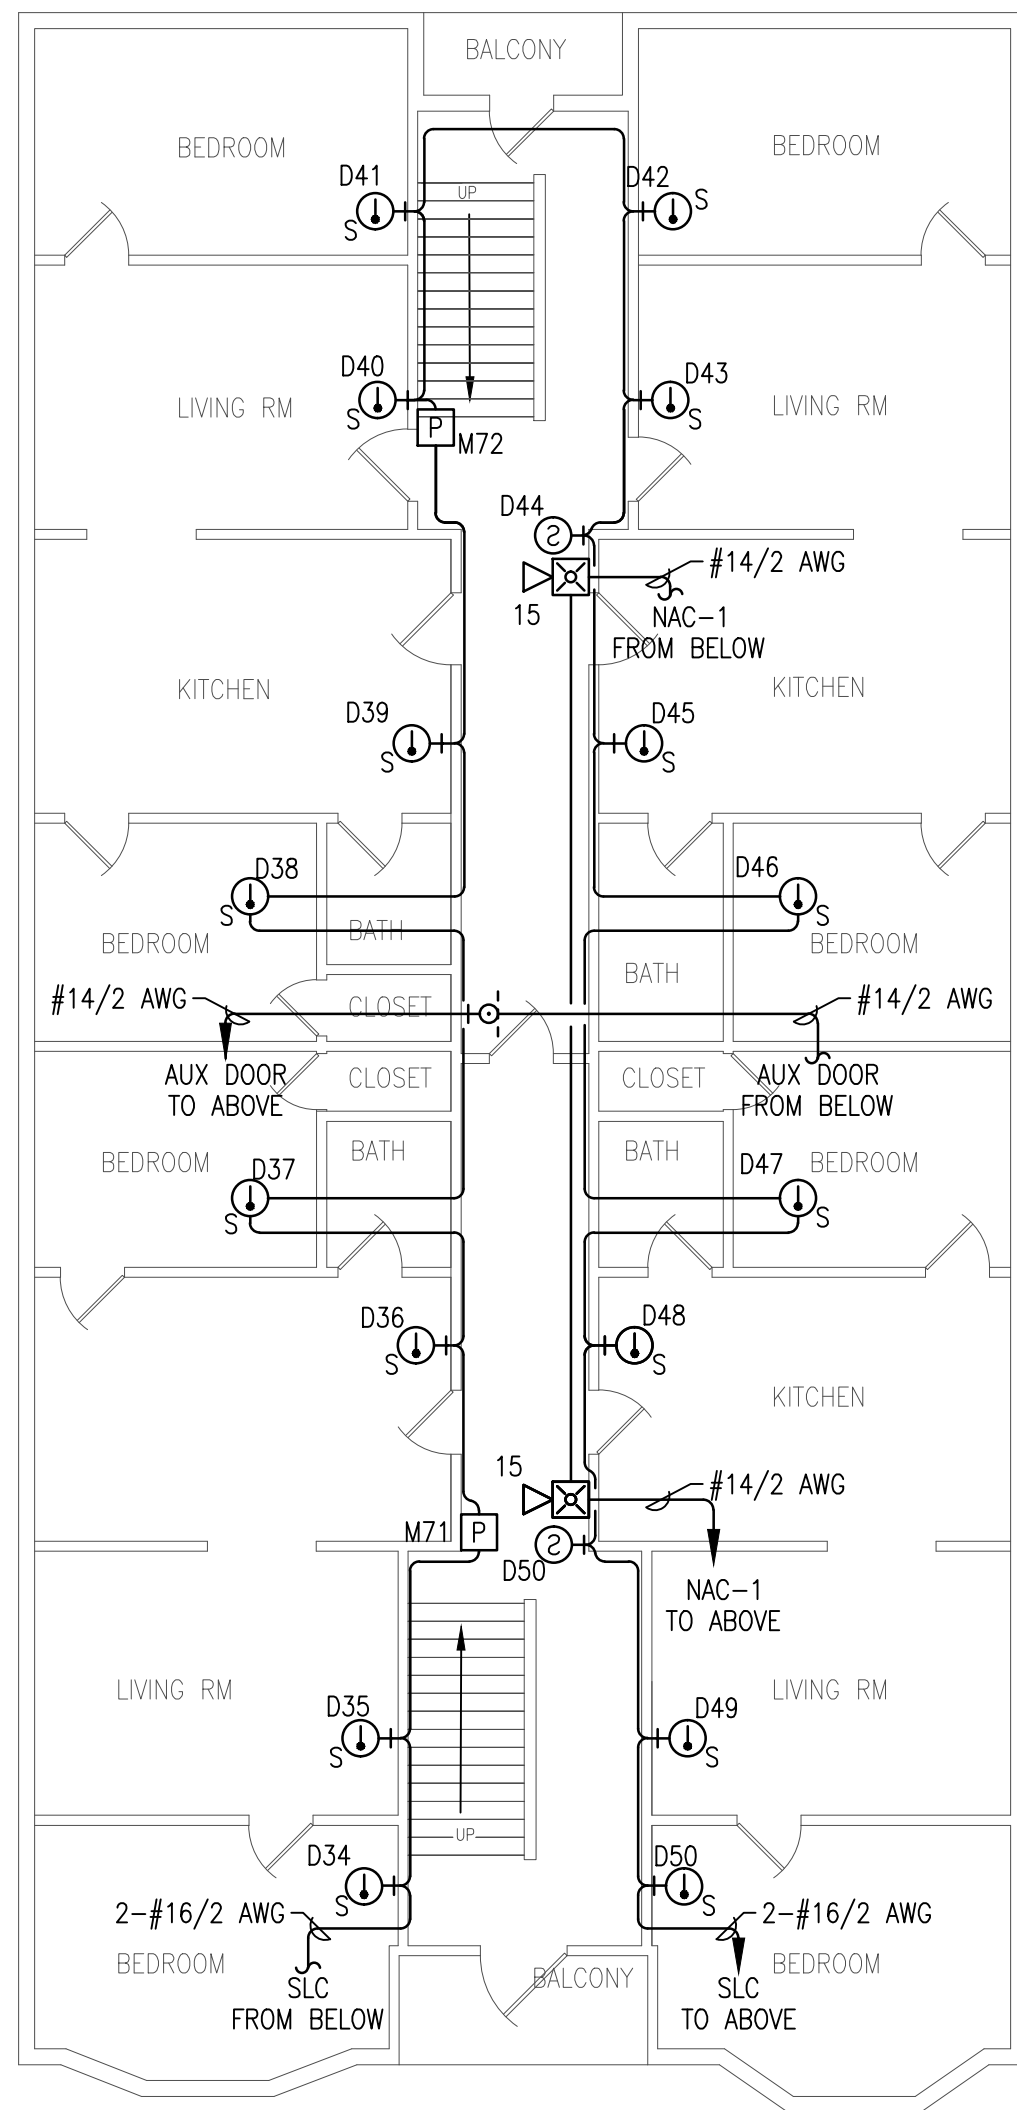 BALCONY
BEDROOM
BEDROOM
D41
S
UP
D42
S
D40
S
LIVING RM
P
M72
D43
S
LIVING RM
D44
S
#14/2 AWG
15
NAC-1
FROM BELOW
KITCHEN
KITCHEN
D39
S
D45
S
D38
S
D46
S
BEDROOM
BATH
BATH
BEDROOM
#14/2 AWG
CLOSET
#14/2 AWG
AUX DOOR
TO ABOVE
CLOSET
CLOSET
AUX DOOR
FROM BELOW
BEDROOM
BATH
BATH
BEDROOM
D37
S
D47
S
D36
S
D48
S
KITCHEN
15
#14/2 AWG
M71
P
S
D50
NAC-1
TO ABOVE
LIVING RM
LIVING RM
D35
S
D49
S
UP
D34
S
D50
S
2-#16/2 AWG
2-#16/2 AWG
BEDROOM
BALCONY
BEDROOM
SLC
FROM BELOW
SLC
TO ABOVE